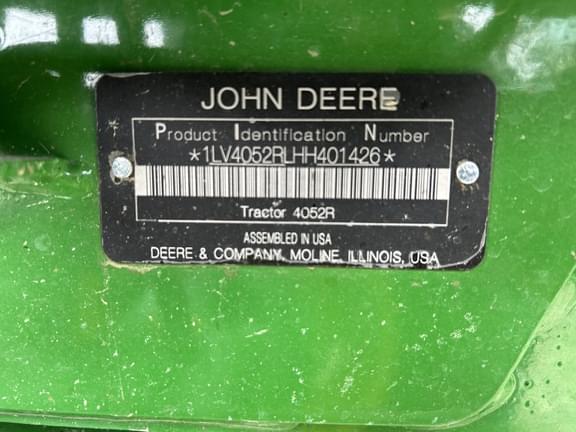 JOHN DEERE
Product Identification Number
*1LV4052RLHH401426*
Tractor 4052R
ASSEMBLED IN USA
DEERE & COMPANY, MOLINE, ILLINOIS, USA